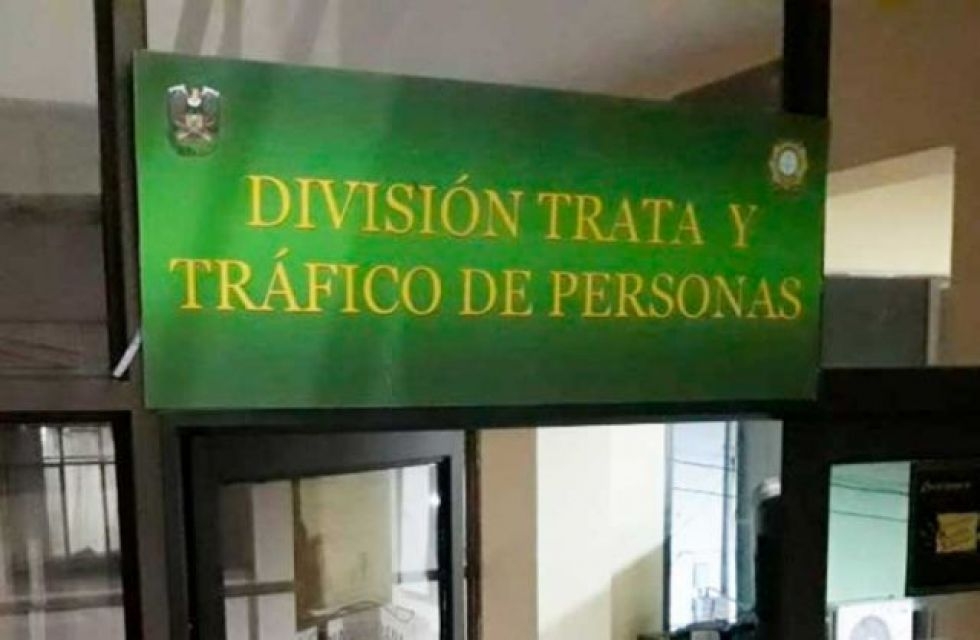 DIVISIÓN TRATA Y
TRÁFICO DE PERSONAS